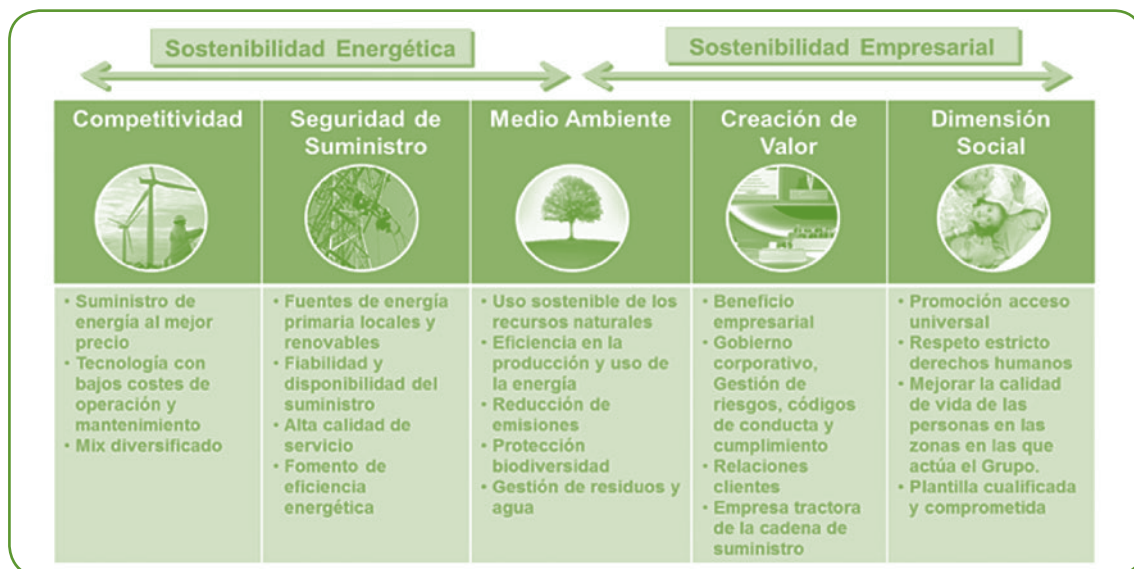 Sostenibilidad Energética
Sostenibilidad Empresarial
Competitividad
Seguridad de
Suministro
Medio Ambiente
Creación de
Valor
Dimensión
Social
• Suministro de
energía al mejor
precio
• Tecnología con
bajos costes de
operación y
mantenimiento
• Mix diversificado
• Fuentes de energía
primaria locales y
renovables
• Fiabilidad y
disponibilidad del
suministro
• Alta calidad de
servicio
• Fomento de
eficiencia
energética
• Uso sostenible de los
recursos naturales
• Eficiencia en la
producción y uso de
la energía
• Reducción de
emisiones
• Protección
biodiversidad
• Gestión de residuos y
agua
• Beneficio
empresarial
• Gobierno
corporativo,
Gestión de
riesgos, códigos
de conducta y
cumplimiento
• Relaciones
clientes
• Empresa tractora
de la cadena de
suministro
• Promoción acceso
universal
• Respeto estricto
derechos humanos
• Mejorar la calidad
de vida de las
personas en las
zonas en las que
actúa el Grupo.
• Plantilla cualificada
y comprometida